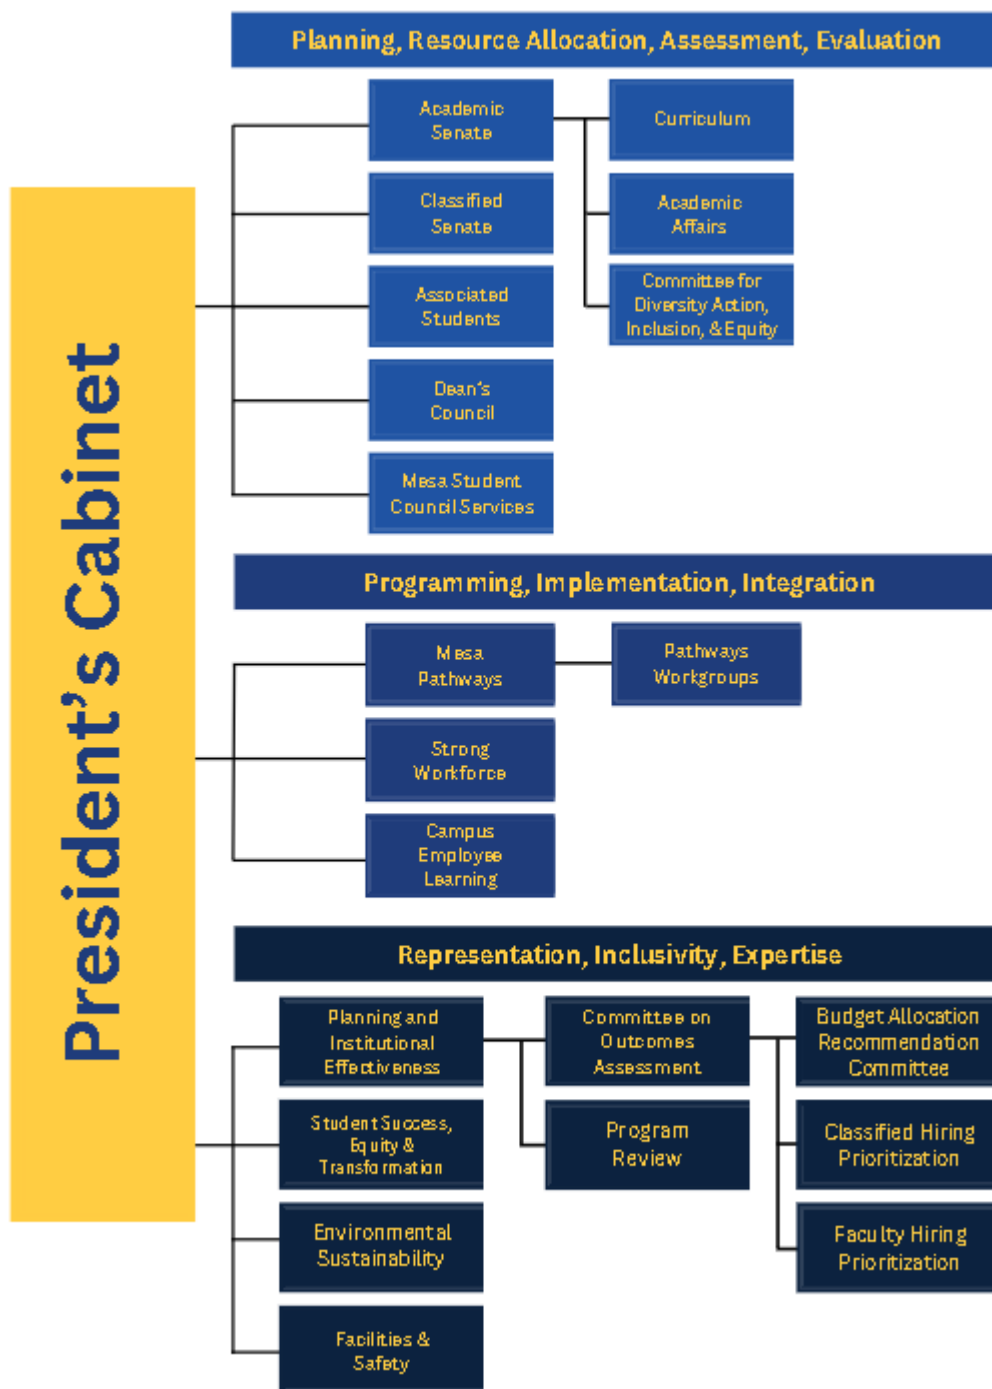 President's Cabinet
Planning, Resource Allocation, Assessment, Evaluation
Academic
Senate
Curriculum
Classified
Senate
Academic
Affairs
Associated
Students
Committee for
Diversity Action,
Inclusion, & Equity
Dean's
Council
Mesa Student
Council Services
Programming, Implementation, Integration
Mesa
Pathways
Pathways
Workgroups
Strong
Workforce
Campus
Employee
Learning
Representation, Inclusivity, Expertise
Planning and
Institutional
Effectiveness
Committee on
Outcomes
Assessment
Budget Allocation
Recommendation
Committee
Student Success,
Equity &
Transformation
Program
Review
Classified Hiring
Prioritization
Environmental
Sustainability
Faculty Hiring
Prioritization
Facilities &
Safety